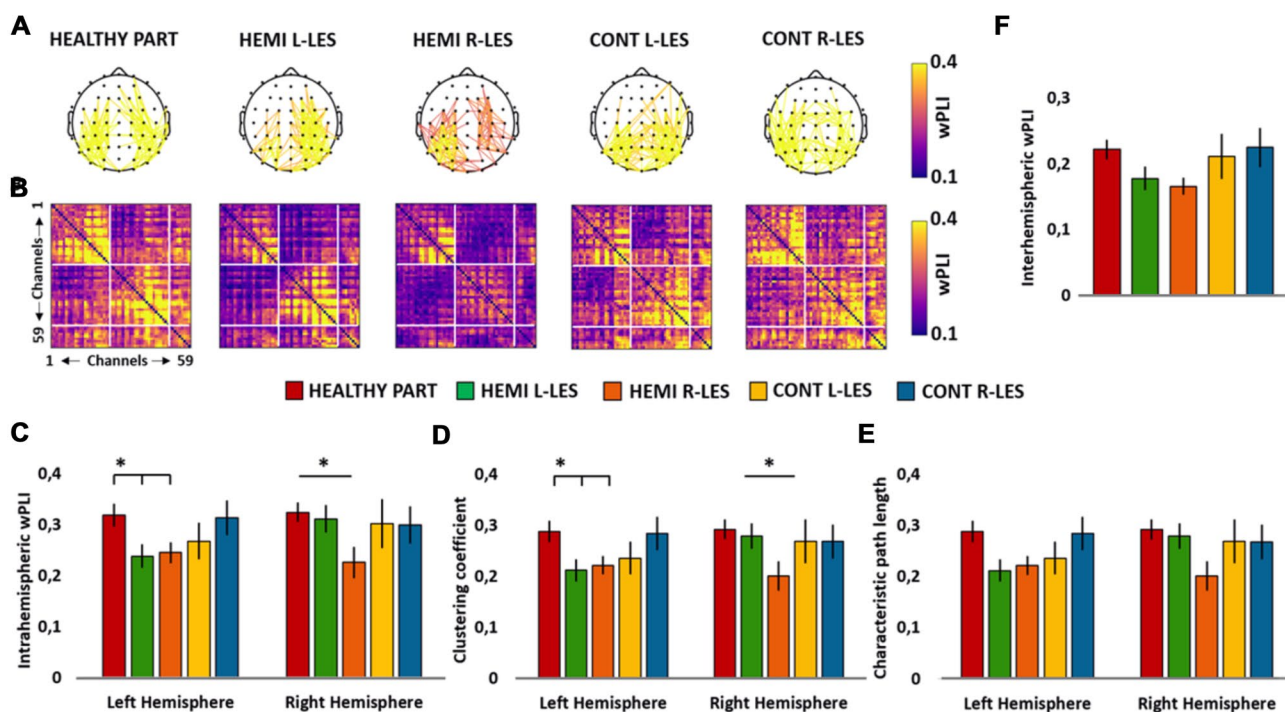 A
HEALTHY PART HEMI L-LES HEMI R-LES CONT L-LES CONT R-LES
0.4
wPLI
0.1
B
1
← Channels →
59
1 ← Channels → 59
0.4
wPLI
0.1
F
Interhemispheric wPLI
0,3
0,2
0,1
0
HEALTHY PART HEMI L-LES HEMI R-LES CONT L-LES CONT R-LES
C
Intrahemispheric wPLI
0,4
0,3
0,2
0,1
0
* *
Left Hemisphere Right Hemisphere
D
Clustering coefficient
0,4
0,3
0,2
0,1
0
* *
Left Hemisphere Right Hemisphere
E
Characteristic path length
0,4
0,3
0,2
0,1
0
Left Hemisphere Right Hemisphere